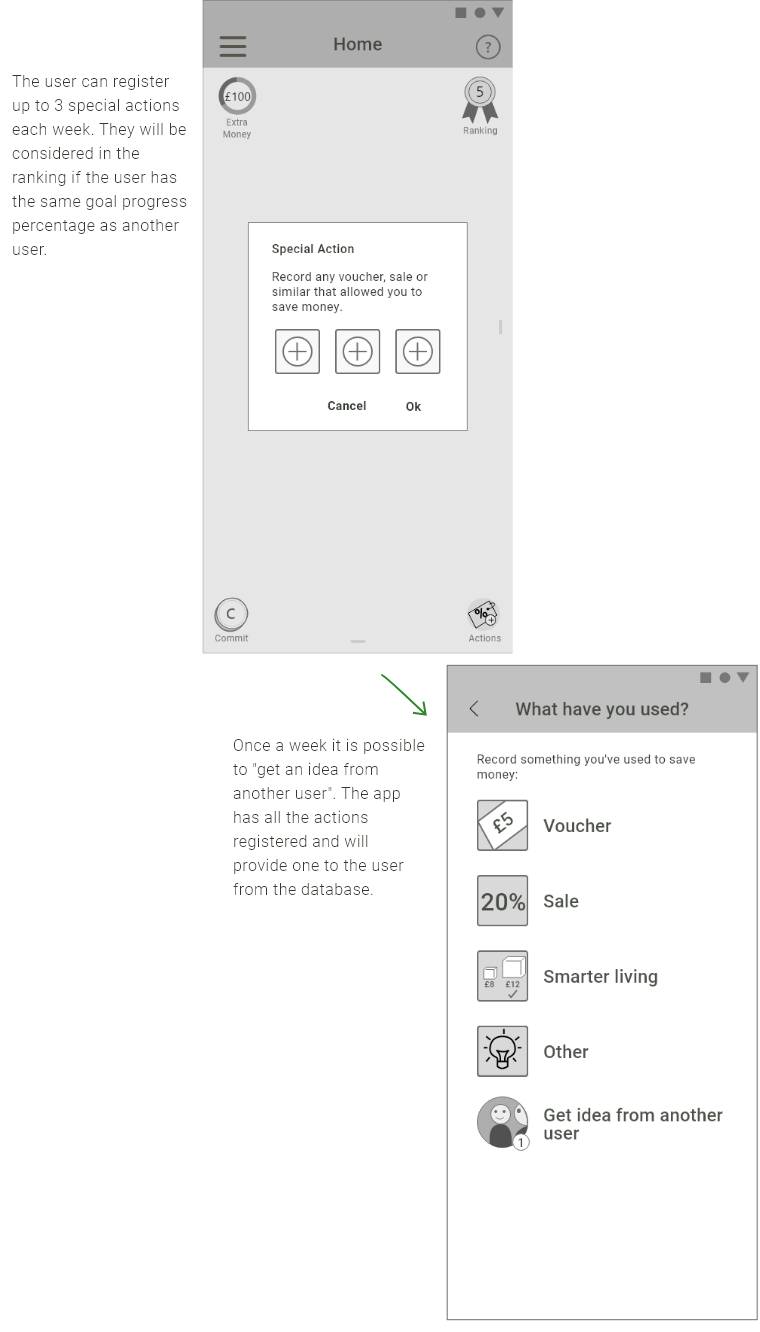 Home
?
The user can register
up to 3 special actions
each week. They will be
considered in the
ranking if the user has
the same goal progress
percentage as another
user.
£100
Extra
Money
5
Ranking
Special Action
Record any voucher, sale or
similar that allowed you to
save money.
Cancel
Ok
C
Commit
%
Actions
Once a week it is possible
to "get an idea from
another user". The app
has all the actions
registered and will
provide one to the user
from the database.
What have you used?
Record something you've used to save
money:
£5
Voucher
20%
Sale
£8 £12
Smarter living
Other
Get idea from another
user
1